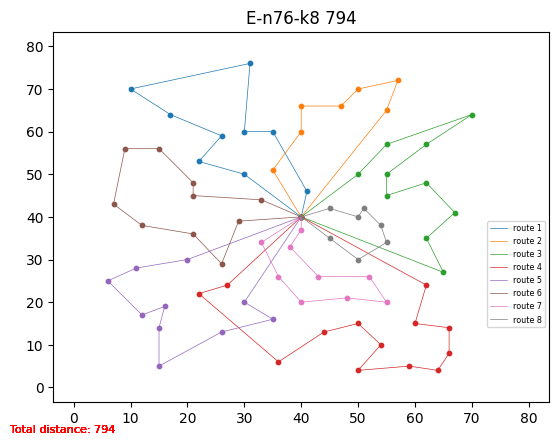 E-n76-k8 794
80
70
60
50
40
30
20
10
0
0 10 20 30 40 50 60 70 80
route 1
route 2
route 3
route 4
route 5
route 6
route 7
route 8
Total distance: 794